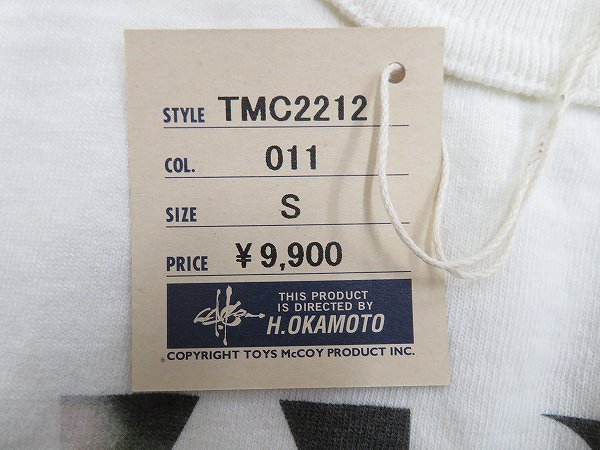 STYLE TMC2212
COL. 011
SIZE S
PRICE ¥9,900
THIS PRODUCT
IS DIRECTED BY
H.OKAMOTO
COPYRIGHT TOYS McCOY PRODUCT INC.